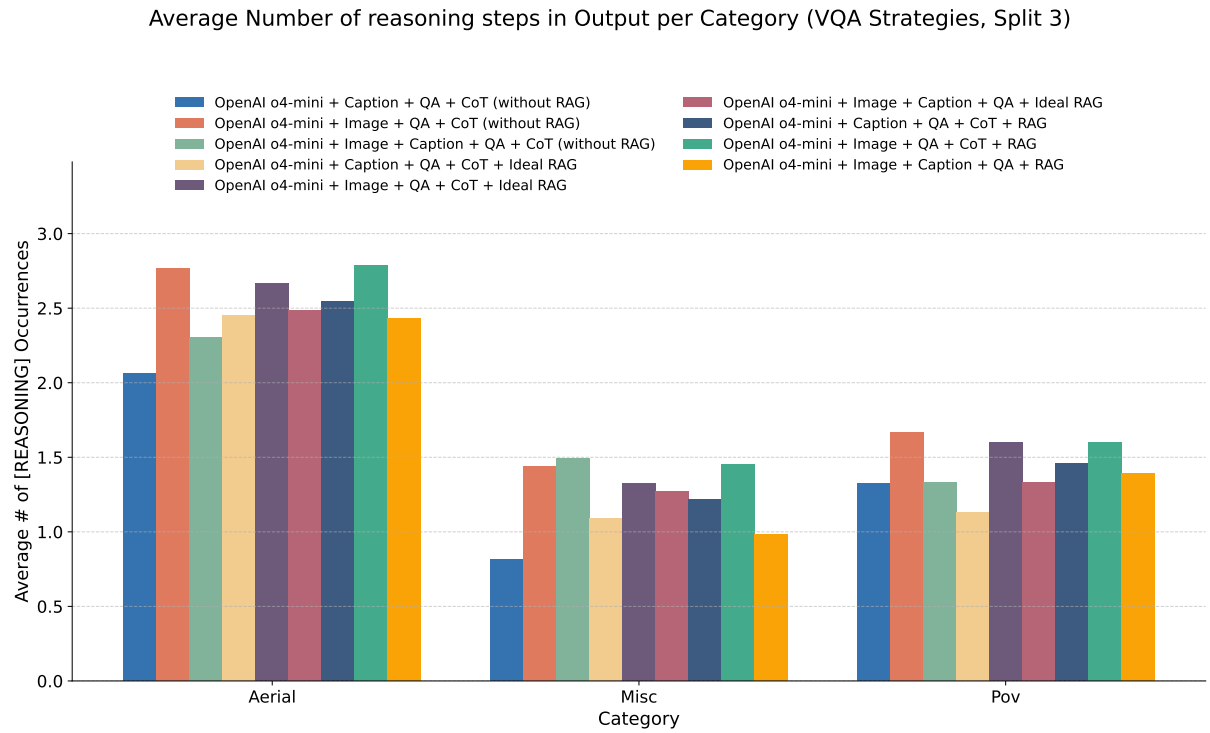 Average Number of reasoning steps in Output per Category (VQA Strategies, Split 3)
OpenAI o4-mini + Caption + QA + CoT (without RAG)
OpenAI o4-mini + Image + QA + CoT (without RAG)
OpenAI o4-mini + Image + Caption + QA + CoT (without RAG)
OpenAI o4-mini + Caption + QA + CoT + Ideal RAG
OpenAI o4-mini + Image + QA + CoT + Ideal RAG
OpenAI o4-mini + Image + Caption + QA + Ideal RAG
OpenAI o4-mini + Caption + QA + CoT + RAG
OpenAI o4-mini + Image + QA + CoT + RAG
OpenAI o4-mini + Image + Caption + QA + RAG
Average # of [REASONING] Occurrences
3.0
2.5
2.0
1.5
1.0
0.5
0.0
Aerial
Misc
Pov
Category